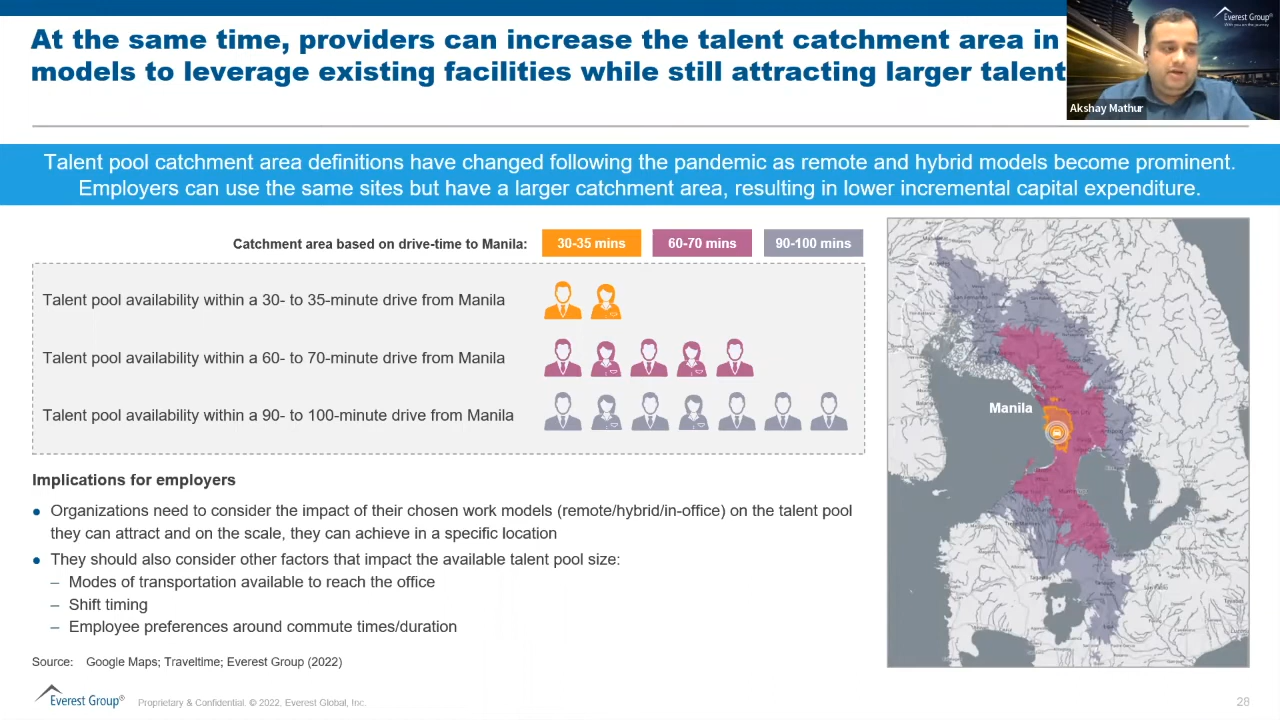 At the same time, providers can increase the talent catchment area in
models to leverage existing facilities while still attracting larger talent
Everest Group®
With you on the journey
Akshay Mathur
Talent pool catchment area definitions have changed following the pandemic as remote and hybrid models become prominent.
Employers can use the same sites but have a larger catchment area, resulting in lower incremental capital expenditure.
Catchment area based on drive-time to Manila:
30-35 mins
60-70 mins
90-100 mins
Talent pool availability within a 30- to 35-minute drive from Manila
Talent pool availability within a 60- to 70-minute drive from Manila
Talent pool availability within a 90- to 100-minute drive from Manila
Manila
Implications for employers
• Organizations need to consider the impact of their chosen work models (remote/hybrid/in-office) on the talent pool
they can attract and on the scale, they can achieve in a specific location
• They should also consider other factors that impact the available talent pool size:
– Modes of transportation available to reach the office
– Shift timing
– Employee preferences around commute times/duration
Source: Google Maps; Traveltime; Everest Group (2022)
Everest Group®
Proprietary & Confidential. © 2022, Everest Global, Inc.
28